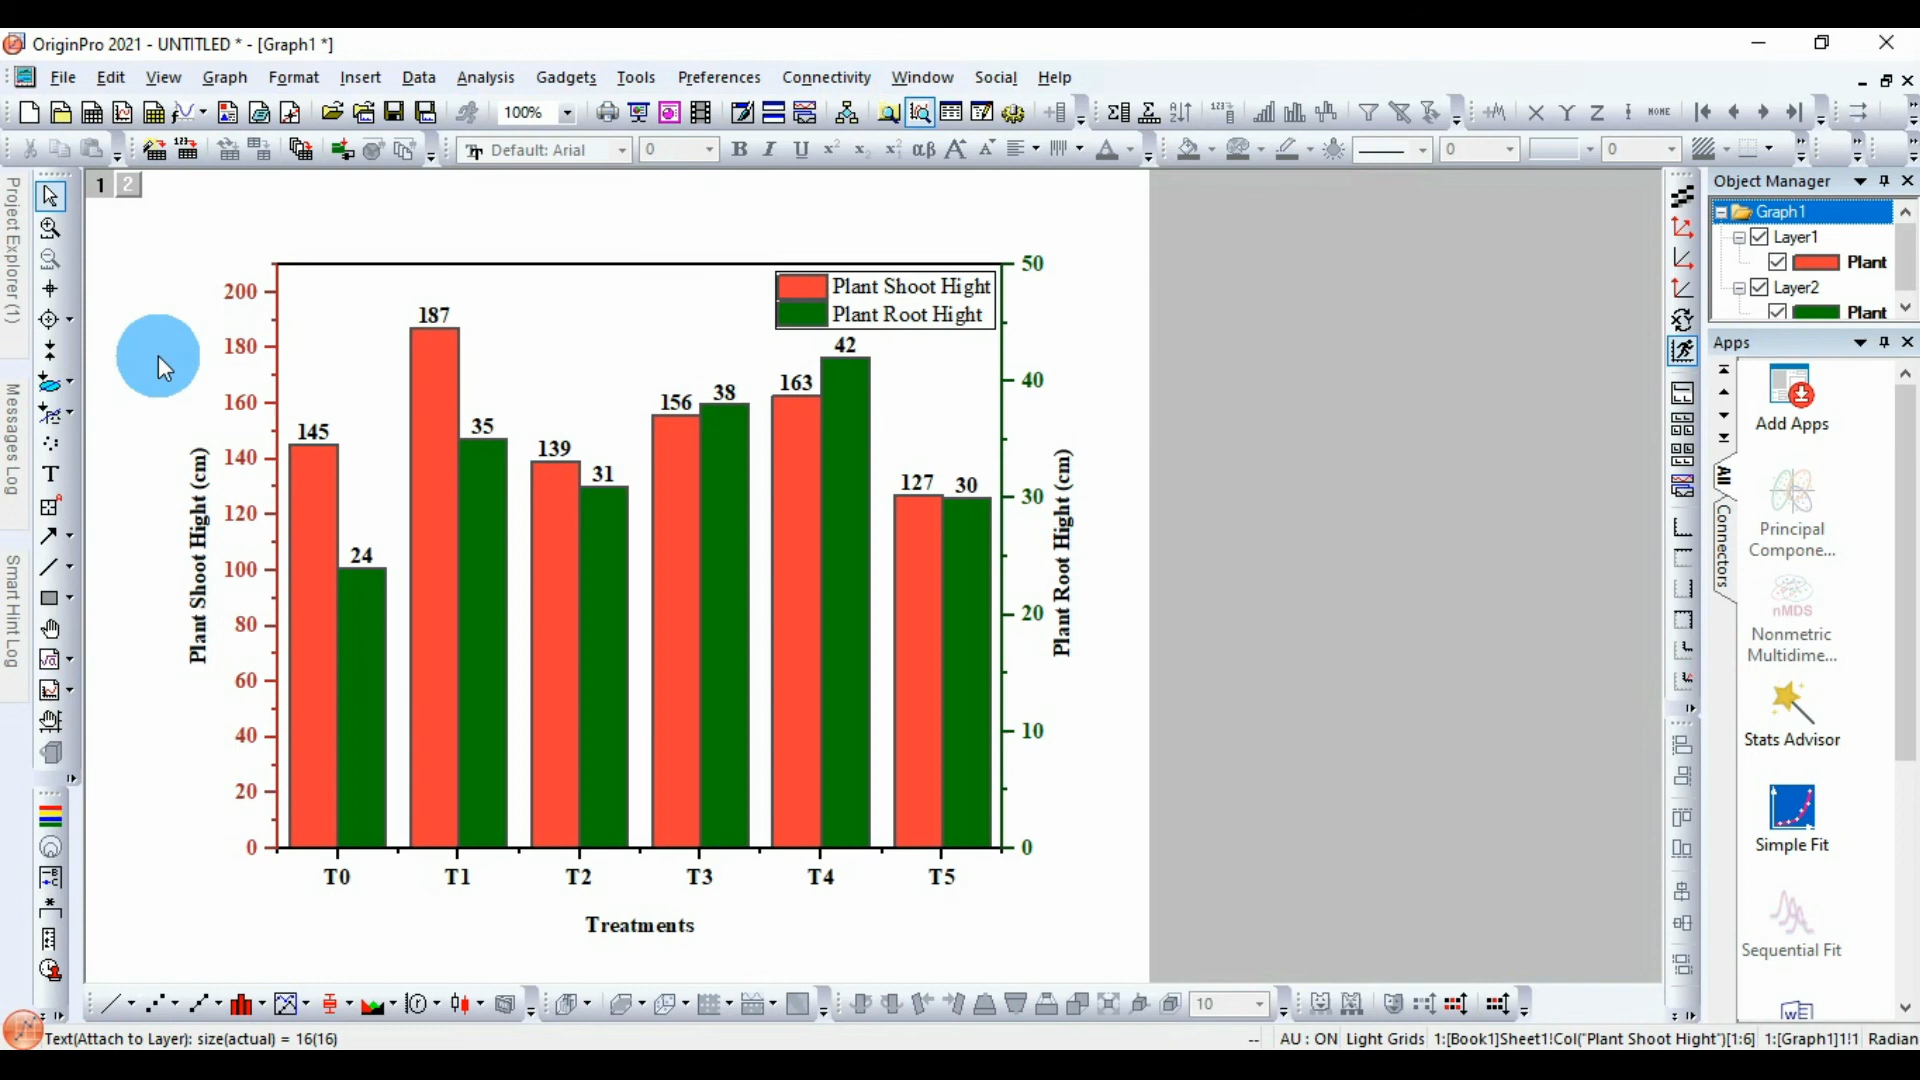 OriginPro 2021 - UNTITLED * - [Graph1 *]
File Edit View Graph Format Insert Data Analysis Gadgets Tools Preferences Connectivity Window Social Help
100%
HOME
Default: Arial 0 B I U αβ 0 0
Project Explorer (1)
Messages Log
Smart Hint Log
1 2
Plant Shoot Hight
Plant Root Hight
200
180
160
140
120
100
80
60
40
20
0
Plant Shoot Hight (cm)
145
24
187
35
139
31
156
38
163
42
127
30
50
40
30
20
10
0
Plant Root Hight (cm)
T0 T1 T2 T3 T4 T5
Treatments
Object Manager
Graph1
Layer1
Plant
Layer2
Plant
Apps
All
Connectors
Add Apps
Principal
Compone...
nMDS
Nonmetric
Multidime...
Stats Advisor
Simple Fit
Sequential Fit
10
Text(Attach to Layer): size(actual) = 16(16)
-- AU : ON Light Grids 1:[Book1]Sheet1!Col("Plant Shoot Hight")[1:6] 1:[Graph1]1!1 Radian